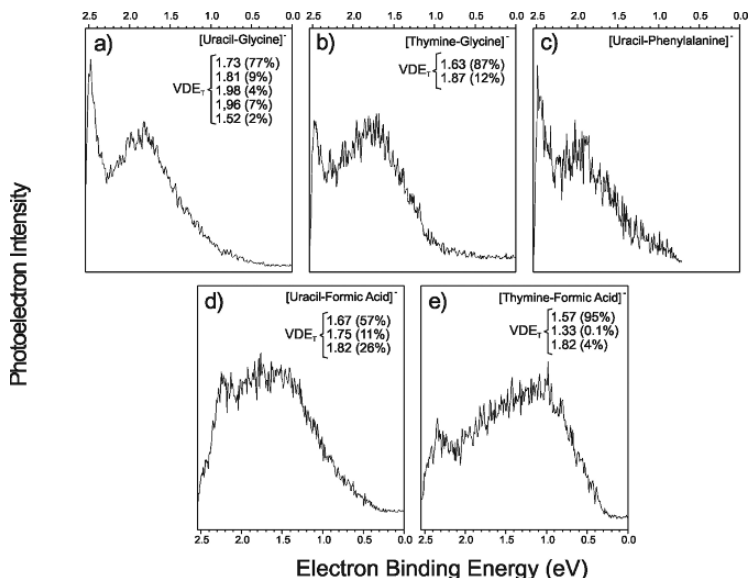 2.5 2.0 1.5 1.0 0.5 0.0 2.5 2.0 1.5 1.0 0.5 0.0 2.5 2.0 1.5 1.0 0.5 0.0
a) [Uracil-Glycine]-
VDET
1.73 (77%)
1.81 (9%)
1.98 (4%)
1,96 (7%)
1.52 (2%)
b) [Thymine-Glycine]-
VDET
1.63 (87%)
1.87 (12%)
c) [Uracil-Phenylalanine]-
Photoelectron Intensity
d) [Uracil-Formic Acid]-
VDET
1.67 (57%)
1.75 (11%)
1.82 (26%)
e) [Thymine-Formic Acid]-
VDET
1.57 (95%)
1.33 (0.1%)
1.82 (4%)
2.5 2.0 1.5 1.0 0.5 0.0 2.5 2.0 1.5 1.0 0.5 0.0
Electron Binding Energy (eV)